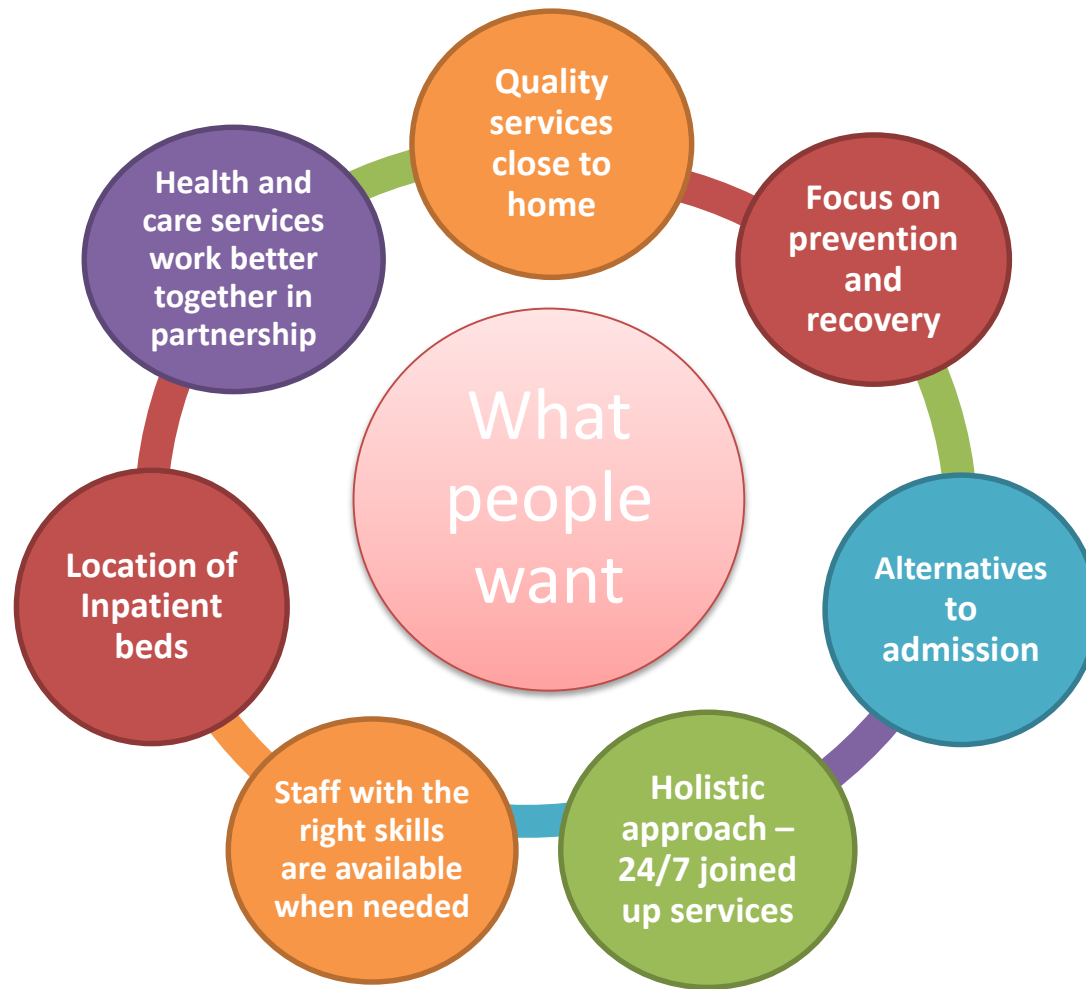 Quality
services
close to
home
Focus on
prevention
and
recovery
Alternatives
to
admission
Holistic
approach –
24/7 joined
up services
Staff with the
right skills
are available
when needed
Location of
Inpatient
beds
Health and
care services
work better
together in
partnership
What
people
want